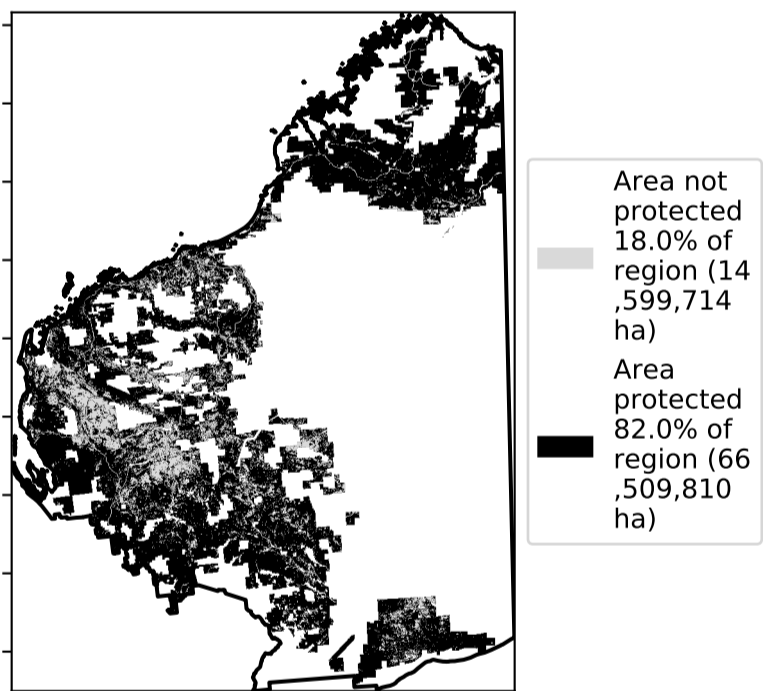 Area not
protected
18.0% of
region (14
,599,714
ha)
Area
protected
82.0% of
region (66
,509,810
ha)